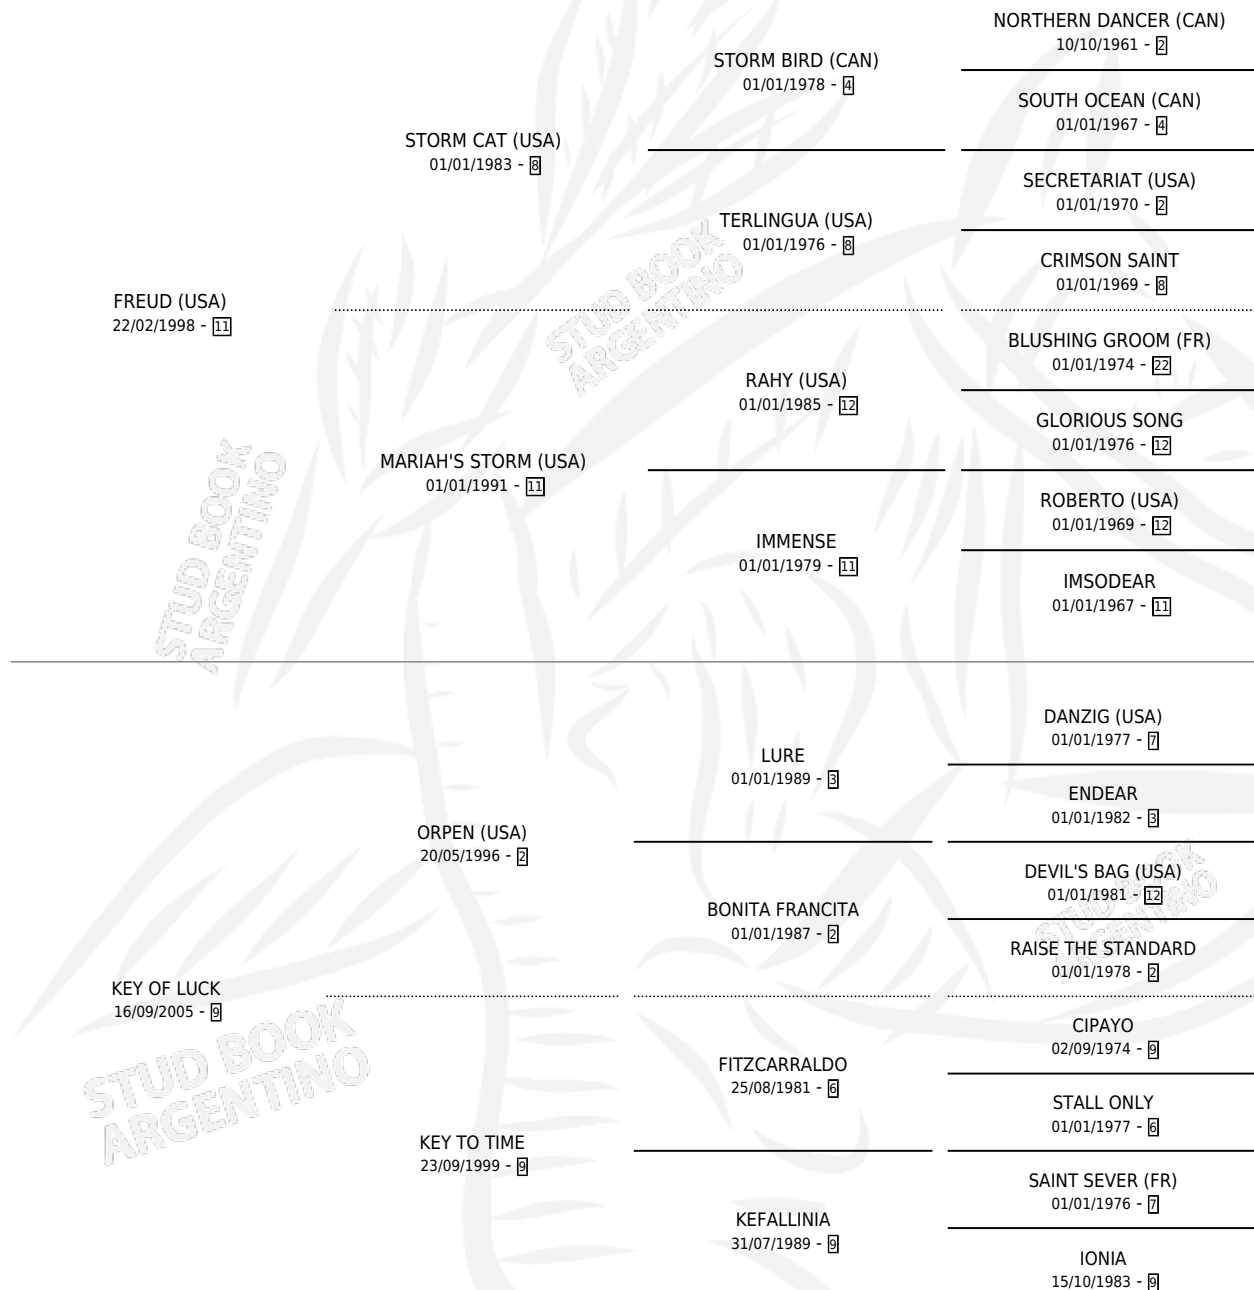 NORTHERN DANCER (CAN)
10/10/1961 - 2
STORM BIRD (CAN)
01/01/1978 - 4
SOUTH OCEAN (CAN)
01/01/1967 - 4
STORM CAT (USA)
01/01/1983 - 8
SECRETARIAT (USA)
01/01/1970 - 2
TERLINGUA (USA)
01/01/1976 - 8
CRIMSON SAINT
01/01/1969 - 8
FREUD (USA)
22/02/1998 - 11
BLUSHING GROOM (FR)
01/01/1974 - 22
RAHY (USA)
01/01/1985 - 12
GLORIOUS SONG
01/01/1976 - 12
MARIAH'S STORM (USA)
01/01/1991 - 11
ROBERTO (USA)
01/01/1969 - 12
IMMENSE
01/01/1979 - 11
IMSODEAR
01/01/1967 - 11
DANZIG (USA)
01/01/1977 - 7
LURE
01/01/1989 - 3
ENDEAR
01/01/1982 - 3
ORPEN (USA)
20/05/1996 - 2
DEVIL'S BAG (USA)
01/01/1981 - 12
BONITA FRANCITA
01/01/1987 - 2
RAISE THE STANDARD
01/01/1978 - 2
KEY OF LUCK
16/09/2005 - 9
CIPAYO
02/09/1974 - 9
FITZCARRALDO
25/08/1981 - 6
STALL ONLY
01/01/1977 - 6
KEY TO TIME
23/09/1999 - 9
SAINT SEVER (FR)
01/01/1976 - 7
KEFALLINIA
31/07/1989 - 9
IONIA
15/10/1983 - 9
STUD BOOK
ARGENTINO
STUD BOOK
ARGENTINO
STUD BOOK
ARGENTINO
STUD BOOK
ARGENTINO